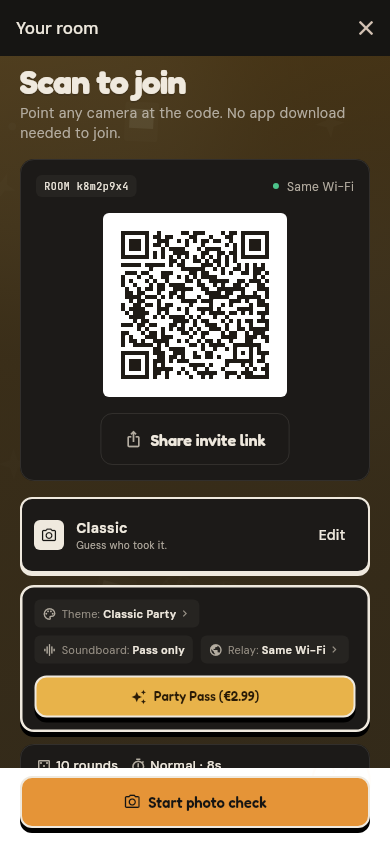 Your room
Scan to join
Point any camera at the code. No app download
needed to join.
ROOM k8m2p9x4
Same Wi-Fi
Share invite link
Classic
Guess who took it.
Edit
Theme: Classic Party
Soundboard: Pass only
Relay: Same Wi-Fi
Party Pass (€2.99)
10 rounds
Normal · 8s
Start photo check